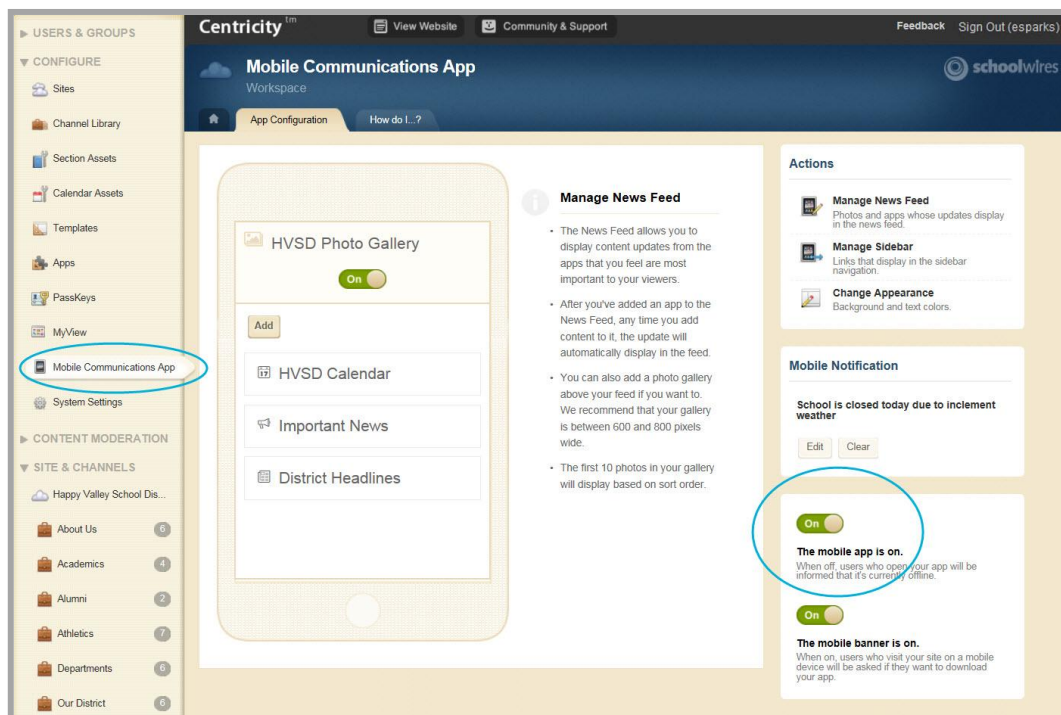 USERS & GROUPS
CONFIGURE
Sites
Channel Library
Section Assets
Calendar Assets
Templates
Apps
PassKeys
MyView
Mobile Communications App
System Settings
CONTENT MODERATION
SITE & CHANNELS
Happy Valley School Dis...
About Us 6
Academics 4
Alumni 2
Athletics 7
Departments 6
Our District 6
Centricity tm
View Website
Community & Support
Feedback
Sign Out (esparks)
Mobile Communications App
Workspace
schoolwires
App Configuration
How do I...?
HVSD Photo Gallery
On
Add
17
HVSD Calendar
Important News
District Headlines
Manage News Feed
• The News Feed allows you to
display content updates from the
apps that you feel are most
important to your viewers.
• After you've added an app to the
News Feed, any time you add
content to it, the update will
automatically display in the feed.
• You can also add a photo gallery
above your feed if you want to.
We recommend that your gallery
is between 600 and 800 pixels
wide.
• The first 10 photos in your gallery
will display based on sort order.
Actions
Manage News Feed
Photos and apps whose updates display
in the news feed.
Manage Sidebar
Links that display in the sidebar
navigation.
Change Appearance
Background and text colors.
Mobile Notification
School is closed today due to inclement
weather
Edit
Clear
On
The mobile app is on.
When off, users who open your app will be
informed that it's currently offline.
On
The mobile banner is on.
When on, users who visit your site on a mobile
device will be asked if they want to download
your app.